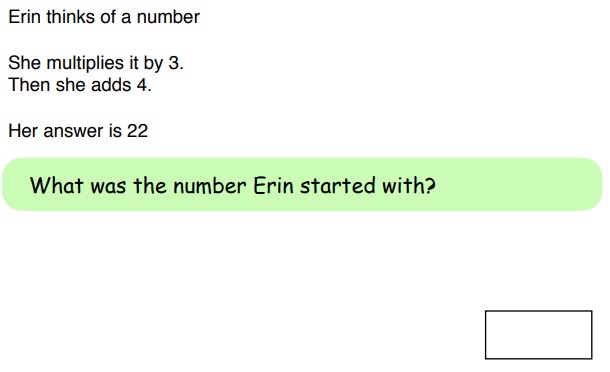 Erin thinks of a number
She multiplies it by 3.
Then she adds 4.
Her answer is 22
What was the number Erin started with?